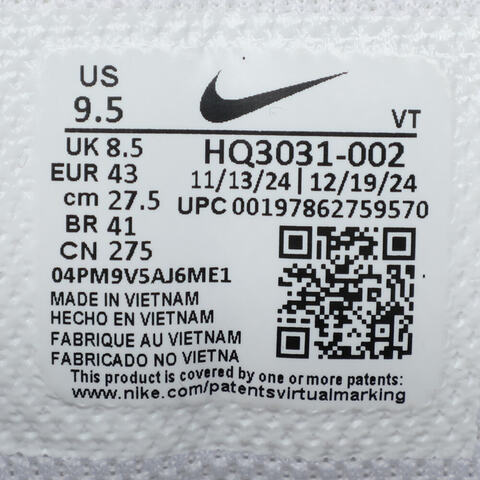 US
9.5
VT
UK 8.5
EUR 43
cm 27.5
BR 41
CN 275
HQ3031-002
11/13/24 | 12/19/24
UPC 00197862759570
04PM9V5AJ6ME1
MADE IN VIETNAM
HECHO EN VIETNAM
FABRIQUE AU VIETNAM
FABRICADO NO VIETNA
This product is covered by one or more patents:
www.nike.com/patentsvirtualmarking